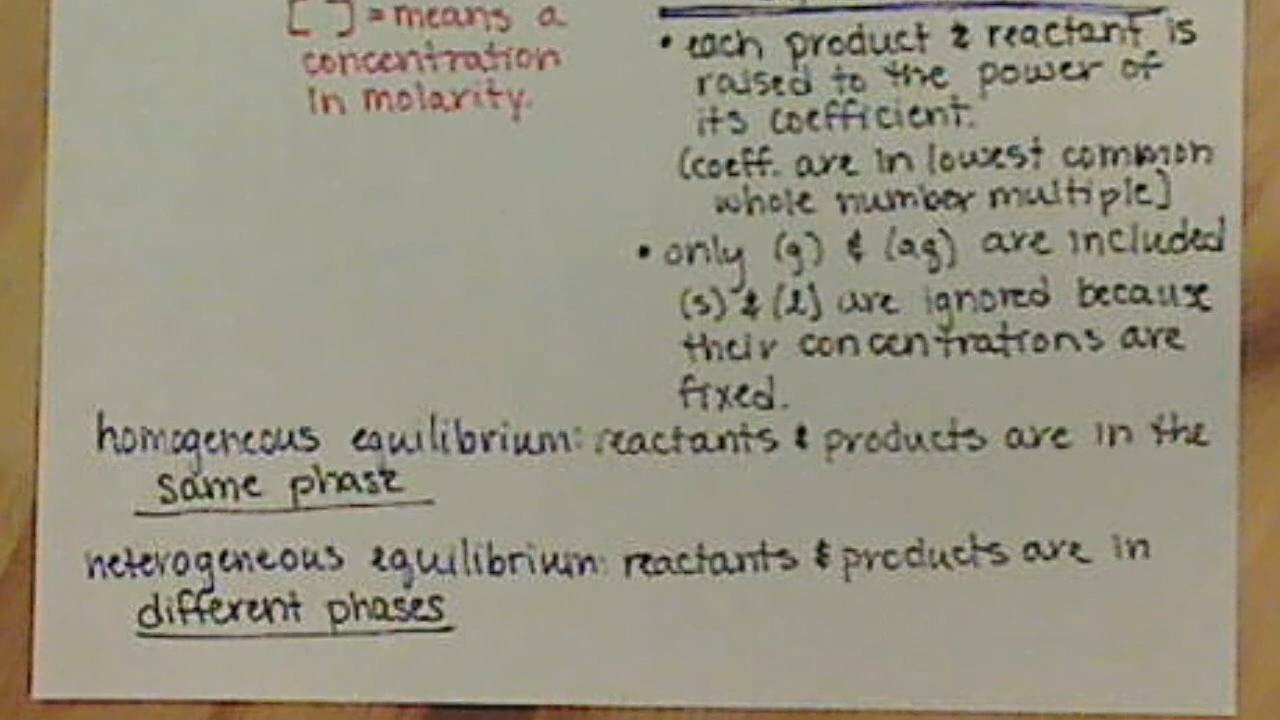 [ ] = means a
concentration
in molarity.
• each product & reactant is
raised to the power of
its coefficient.
(coeff. are in lowest common
whole number multiple]
• only (g) & (aq) are included
(s) & (l) are ignored because
their concentrations are
fixed.
homogeneous equilibrium: reactants & products are in the
same phase
heterogeneous equilibrium: reactants & products are in
different phases